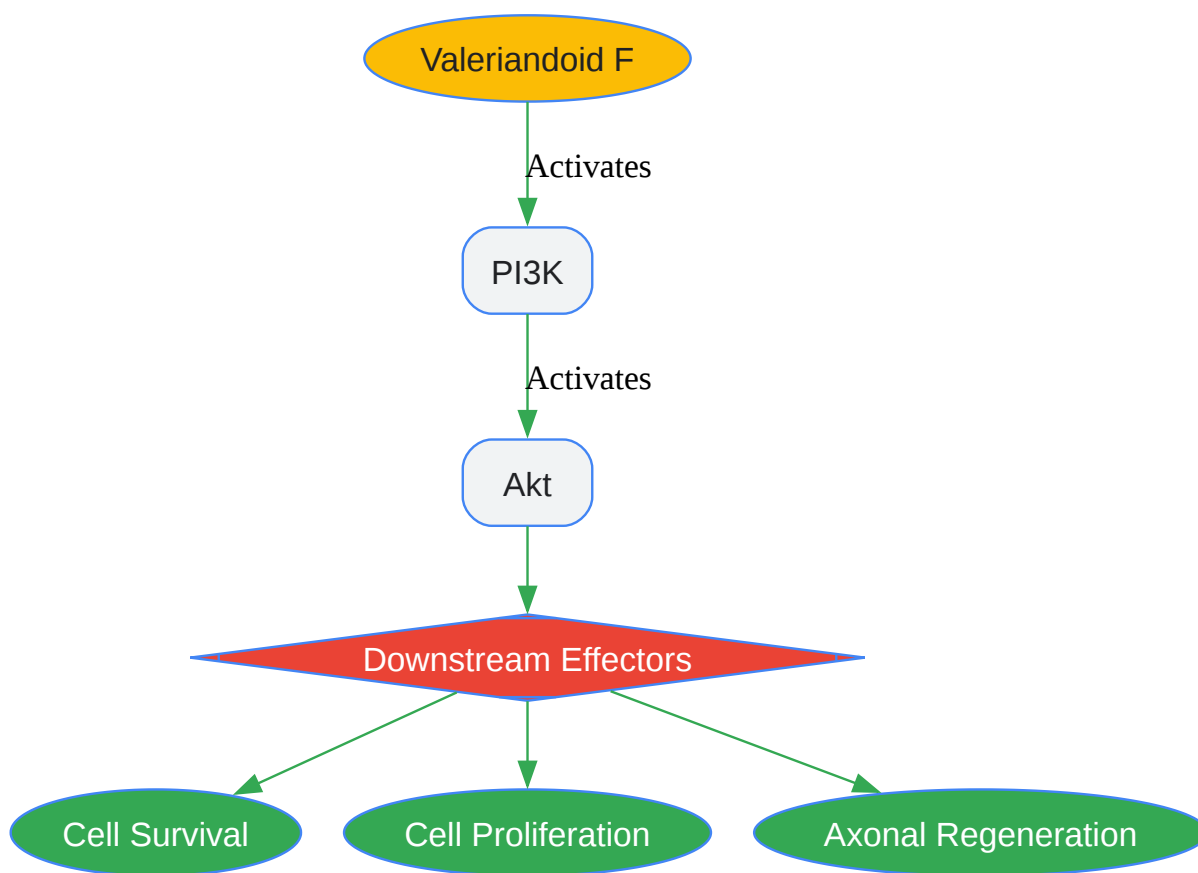 Valeriandoid F
Activates
PI3K
Activates
Akt
Downstream Effectors
Cell Survival
Cell Proliferation
Axonal Regeneration